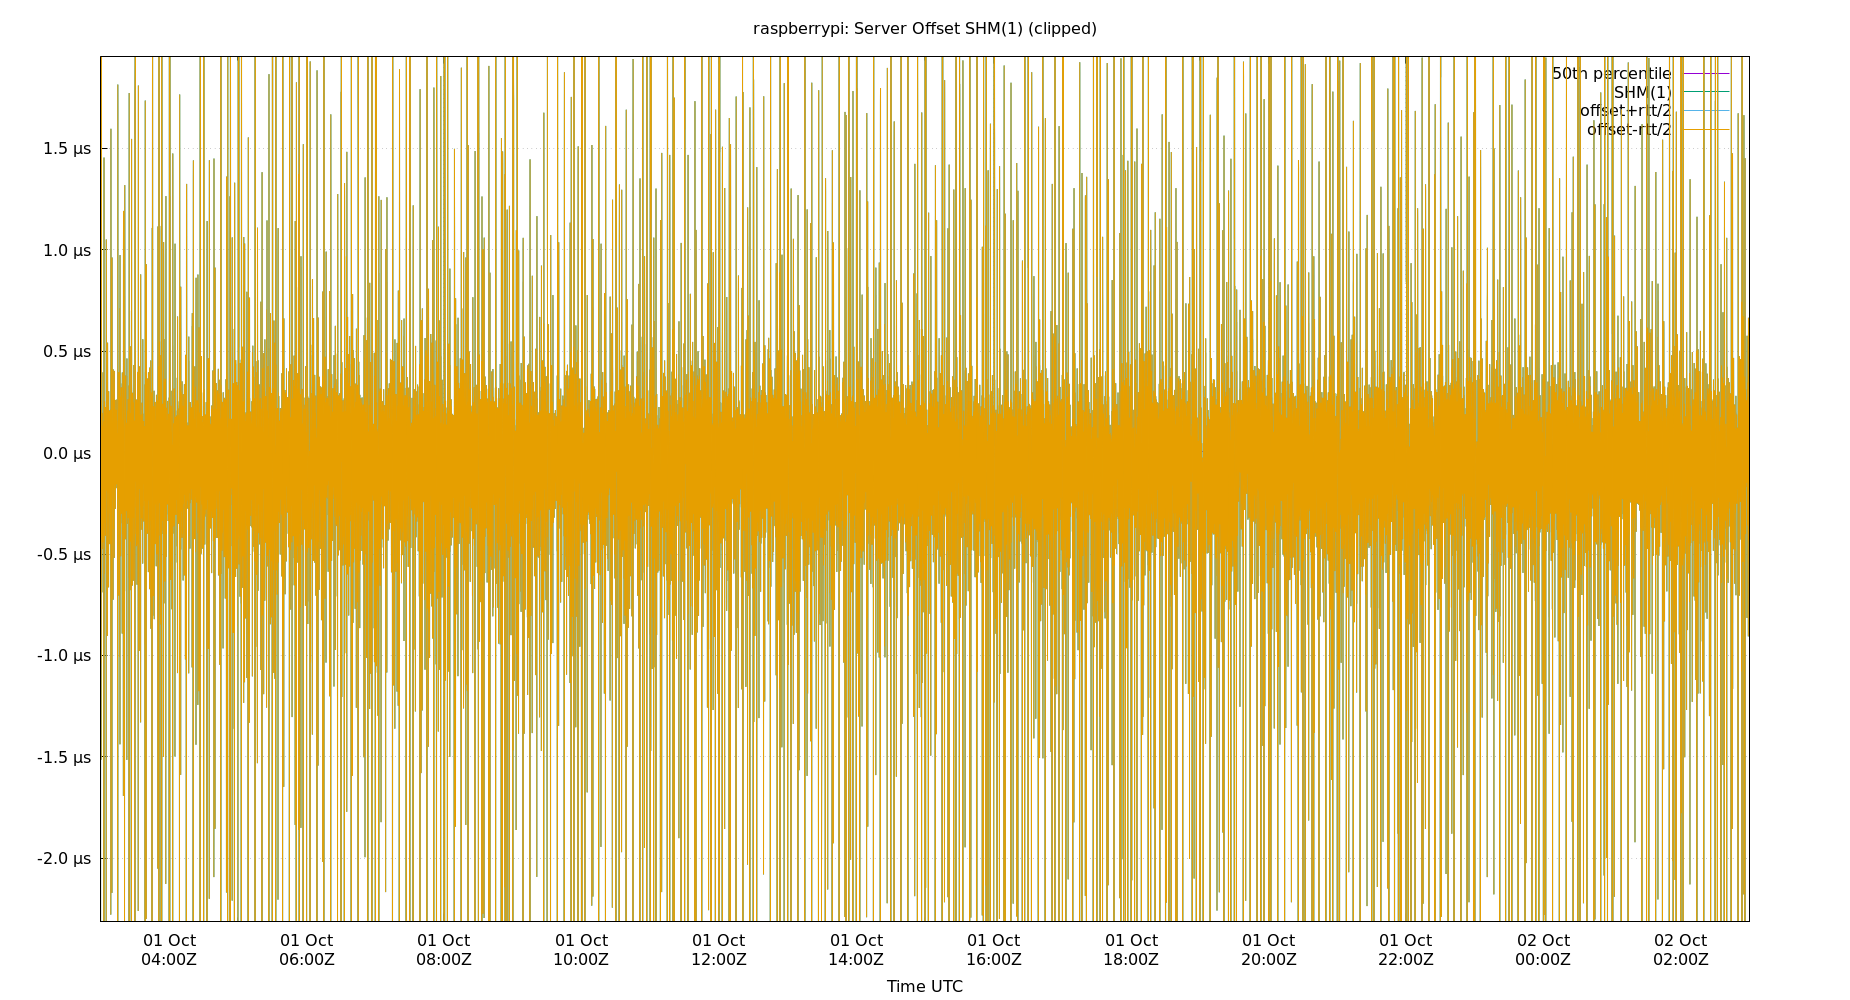 raspberrypi: Server Offset SHM(1) (clipped)
50th percentile
SHM(1)
offset+rtt/2
offset-rtt/2
1.5 µs
1.0 µs
0.5 µs
0.0 µs
-0.5 µs
-1.0 µs
-1.5 µs
-2.0 µs
01 Oct 01 Oct 01 Oct 01 Oct 01 Oct 01 Oct 01 Oct 01 Oct 01 Oct 01 Oct 02 Oct 02 Oct
04:00Z 06:00Z 08:00Z 10:00Z 12:00Z 14:00Z 16:00Z 18:00Z 20:00Z 22:00Z 00:00Z 02:00Z
Time UTC